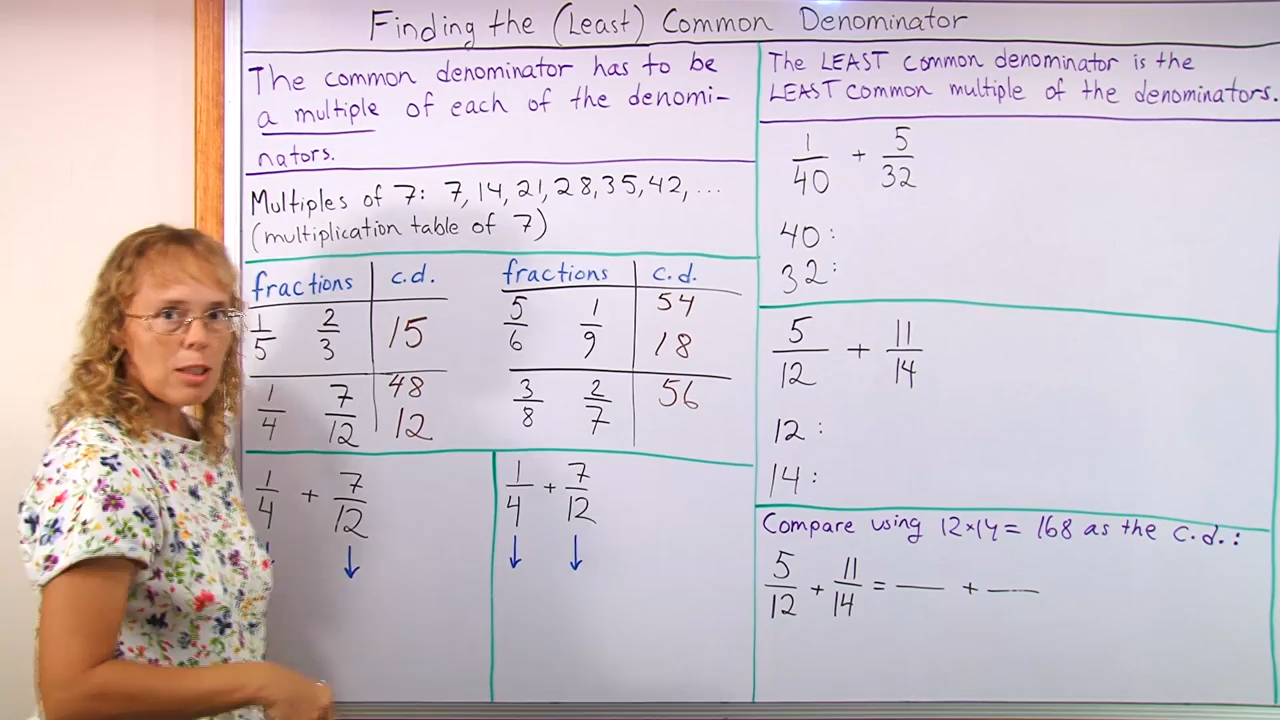 Finding the (Least) Common Denominator
The common denominator has to be
a multiple of each of the denomi-
nators.
Multiples of 7: 7, 14, 21, 28, 35, 42, ...
(multiplication table of 7)
fractions c.d.
1/5 2/3 15
1/4 7/12 48
12
fractions c.d.
5/6 1/9 54
18
3/8 2/7 56
1/4 + 7/12
↓ ↓
1/4 + 7/12
↓ ↓
The LEAST common denominator is the
LEAST common multiple of the denominators.
1/40 + 5/32
40:
32:
5/12 + 11/14
12:
14:
Compare using 12×14 = 168 as the c.d.:
5/12 + 11/14 = — + —